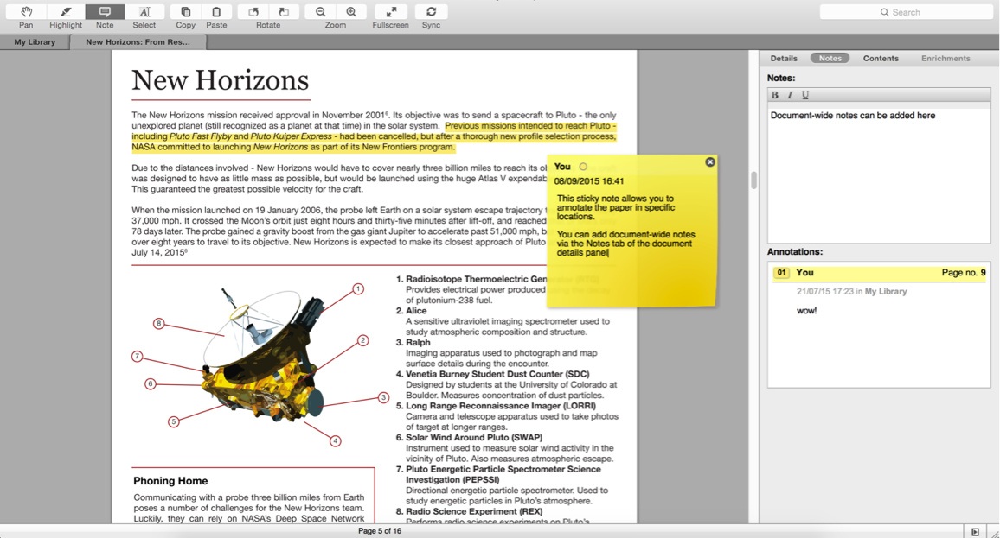 Pan Highlight Note Select Copy Paste Rotate Zoom Fullscreen Sync
Search
My Library New Horizons: From Res...
New Horizons
The New Horizons mission received approval in November 2001⁶. Its objective was to send a spacecraft to Pluto - the only
unexplored planet (still recognized as a planet at that time) in the solar system. Previous missions intended to reach Pluto -
including Pluto Fast Flyby and Pluto Kuiper Express - had been cancelled, but after a thorough new profile selection process,
NASA committed to launching New Horizons as part of its New Frontiers program.
Due to the distances involved - New Horizons would have to cover nearly three billion miles to reach its
was designed to have as little mass as possible, but would be launched using the huge Atlas V
This guaranteed the greatest possible velocity for the craft.
When the mission launched on 19 January 2006, the probe left Earth on a solar system escape trajectory
37,000 mph. It crossed the Moon's orbit just eight hours and thirty-five minutes after lift-off, and reached
78 days later. The probe gained a gravity boost from the gas giant Jupiter to accelerate past 51,000 mph,
over eight years to travel to its objective. New Horizons is expected to make its closest approach of Pluto
July 14, 2015⁶
You
08/09/2015 16:41
This sticky note allows you to
annotate the paper in specific
locations.
You can add document-wide notes
via the Notes tab of the document
details panel
1
2
3
4
5
6
7
8
1. Radioisotope Thermoelectric
Provides electrical power produced
of plutonium-238 fuel.
2. Alice
A sensitive ultraviolet imaging spectrometer used to
study atmospheric composition and structure.
3. Ralph
Imaging apparatus used to photograph and map
surface details during the encounter.
4. Venetia Burney Student Dust Counter (SDC)
Designed by students at the University of Colorado at
Boulder. Measures concentration of dust particles.
5. Long Range Reconnaissance Imager (LORRI)
Camera and telescope apparatus used to take photos
of target at longer ranges.
6. Solar Wind Around Pluto (SWAP)
Instrument used to measure solar wind activity in the
vicinity of Pluto. Also measures atmospheric escape.
7. Pluto Energetic Particle Spectrometer Science
Investigation (PEPSSI)
Directional energetic particle spectrometer. Used to
study energetic particles in Pluto's atmosphere.
8. Radio Science Experiment (REX)
Performs radio science experiments on Pluto's
Phoning Home
Communicating with a probe three billion miles from Earth
poses a number of challenges for the New Horizons team.
Luckily, they can rely on NASA's Deep Space Network
Details Notes Contents Enrichments
Notes:
B I U
Document-wide notes can be added here
Annotations:
01 You Page no. 9
21/07/15 17:23 in My Library
wow!
Page 5 of 16